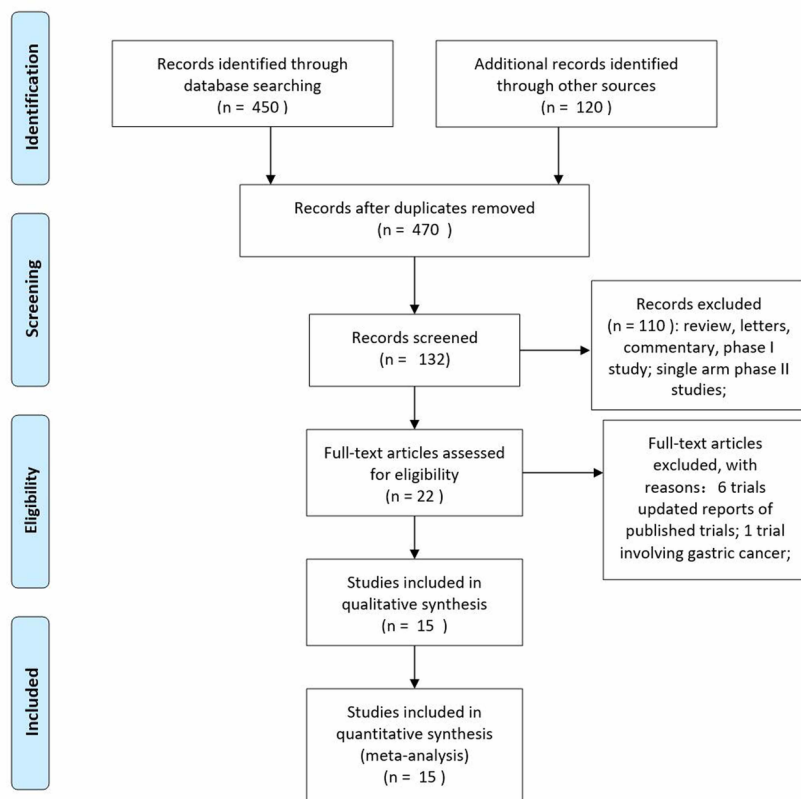 Identification
Records identified through
database searching
(n = 450 )
Additional records identified
through other sources
(n = 120 )
Records after duplicates removed
(n = 470 )
Screening
Records screened
(n = 132)
Records excluded
(n = 110 ): review, letters,
commentary, phase I
study; single arm phase II
studies;
Eligibility
Full-text articles assessed
for eligibility
(n = 22 )
Full-text articles
excluded, with
reasons：6 trials
updated reports of
published trials; 1 trial
involving gastric cancer;
Studies included in
qualitative synthesis
(n = 15 )
Included
Studies included in
quantitative synthesis
(meta-analysis)
(n = 15 )